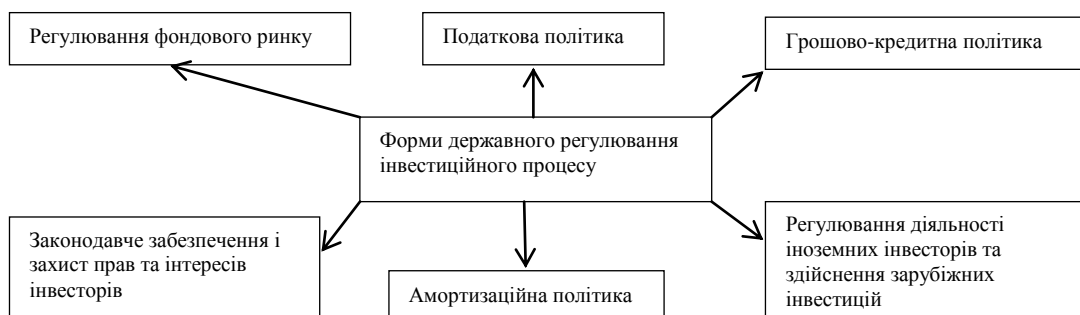 Регулювання фондового ринку
Податкова політика
Грошово-кредитна політика
Форми державного регулювання
інвестиційного процесу
Законодавче забезпечення і
захист прав та інтересів
інвесторів
Амортизаційна політика
Регулювання діяльності
іноземних інвесторів та
здійснення зарубіжних
інвестицій